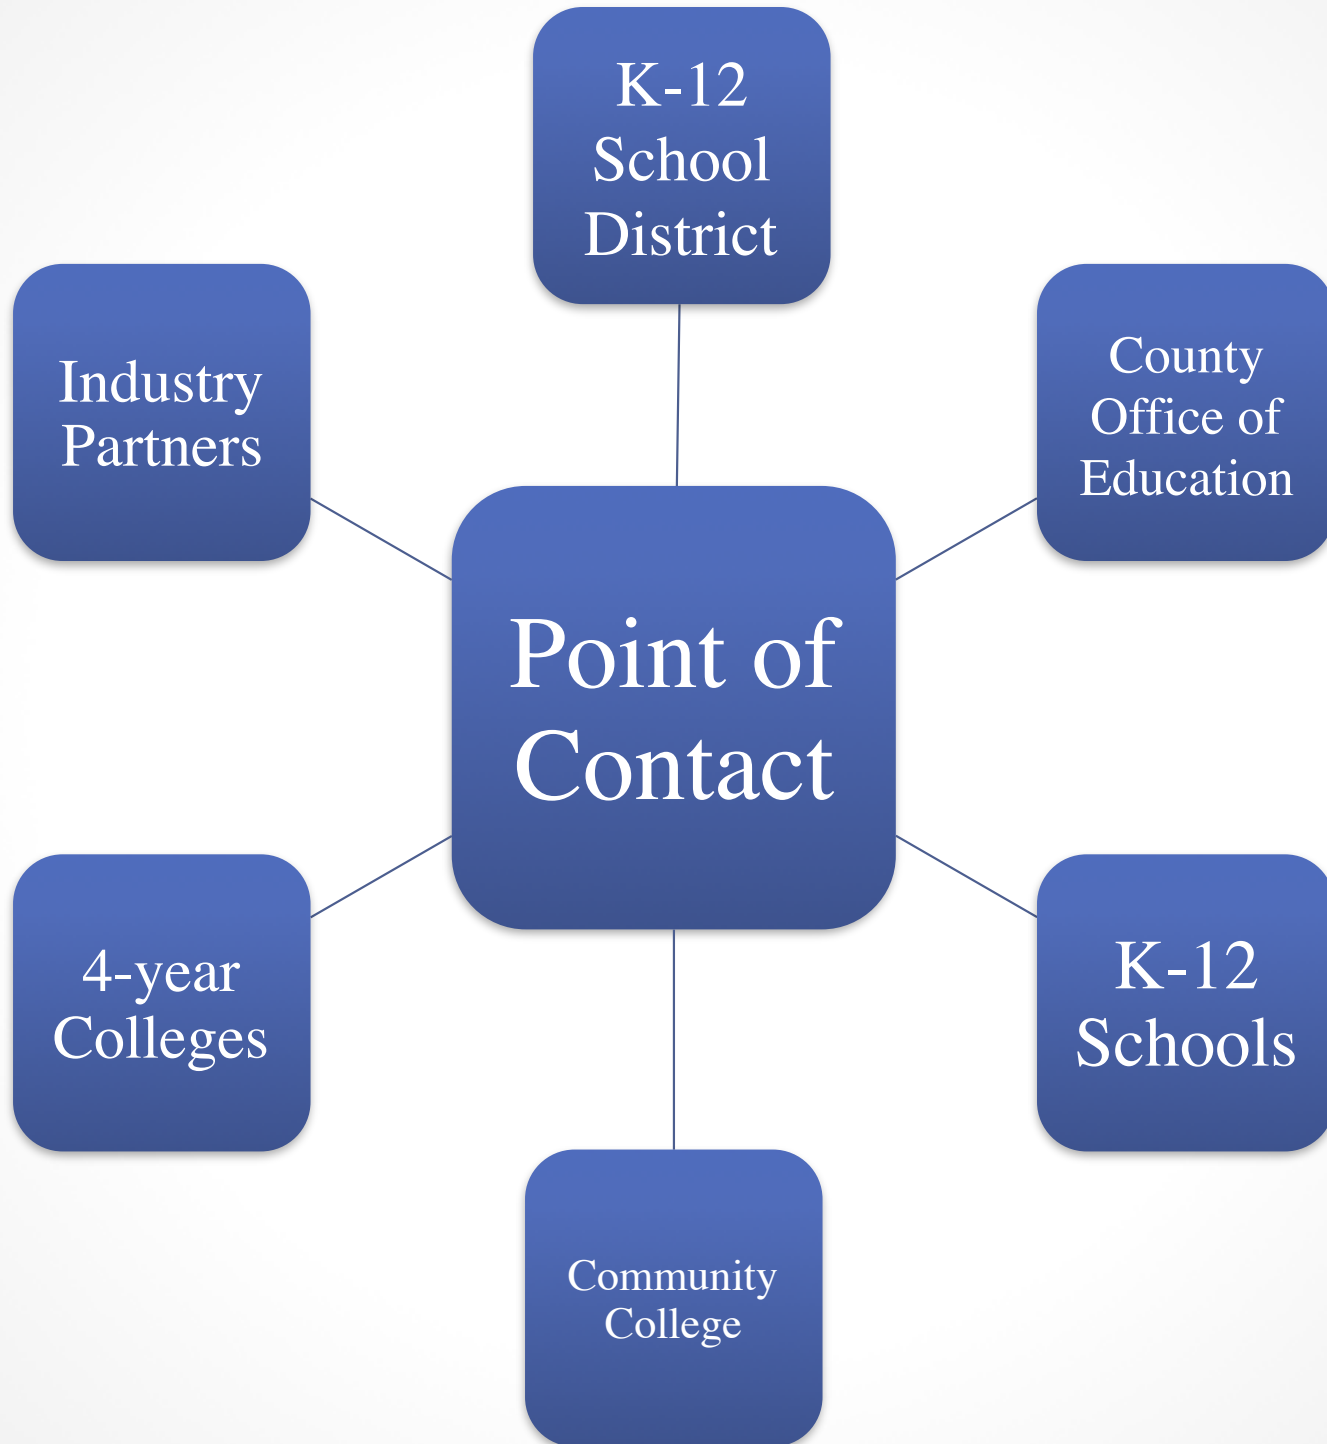 K-12
School
District
Industry
Partners
County
Office of
Education
Point of
Contact
4-year
Colleges
K-12
Schools
Community
College